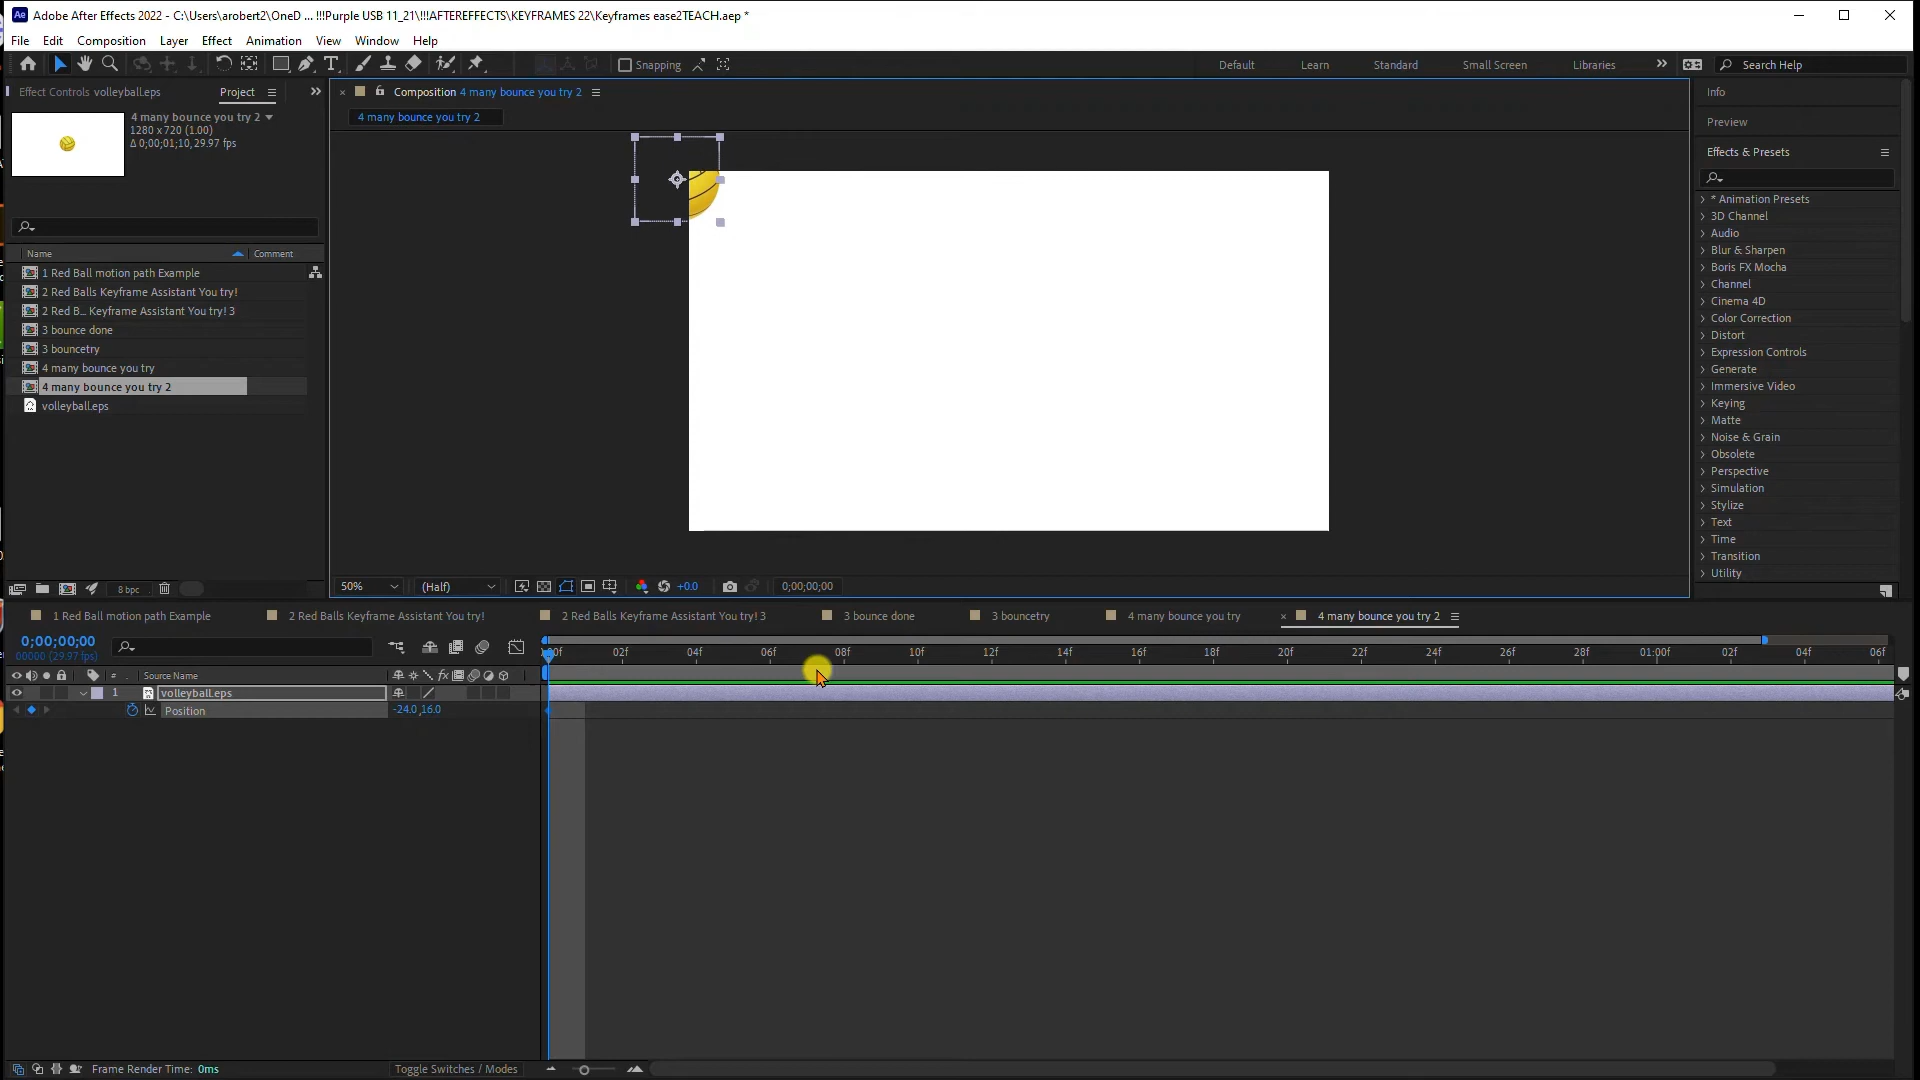 Ae Adobe After Effects 2022 - C:\Users\arobert2\OneD ... !!!Purple USB 11_21\!!!AFTEREFFECTS\KEYFRAMES 22\Keyframes ease2TEACH.aep *
File Edit Composition Layer Effect Animation View Window Help
Snapping Default Learn Standard Small Screen Libraries Search Help
Effect Controls volleyball.eps Project
4 many bounce you try 2
1280 x 720 (1.00)
Δ 0;00;01;10, 29.97 fps
Name Comment
1 Red Ball motion path Example
2 Red Balls Keyframe Assistant You try!
2 Red B... Keyframe Assistant You try! 3
3 bounce done
3 bouncetry
4 many bounce you try
4 many bounce you try 2
volleyball.eps
8 bpc
Composition 4 many bounce you try 2
4 many bounce you try 2
50% (Half) +0.0 0;00;00;00
Info
Preview
Effects & Presets
* Animation Presets
3D Channel
Audio
Blur & Sharpen
Boris FX Mocha
Channel
Cinema 4D
Color Correction
Distort
Expression Controls
Generate
Immersive Video
Keying
Matte
Noise & Grain
Obsolete
Perspective
Simulation
Stylize
Text
Time
Transition
Utility
1 Red Ball motion path Example 2 Red Balls Keyframe Assistant You try! 2 Red Balls Keyframe Assistant You try! 3 3 bounce done 3 bouncetry 4 many bounce you try 4 many bounce you try 2
0;00;00;00
00000 (29.97 fps)
:00f 02f 04f 06f 08f 10f 12f 14f 16f 18f 20f 22f 24f 26f 28f 01:00f 02f 04f 06f
# Source Name fx
1 volleyball.eps
Position -24.0,16.0
Frame Render Time: 0ms Toggle Switches / Modes